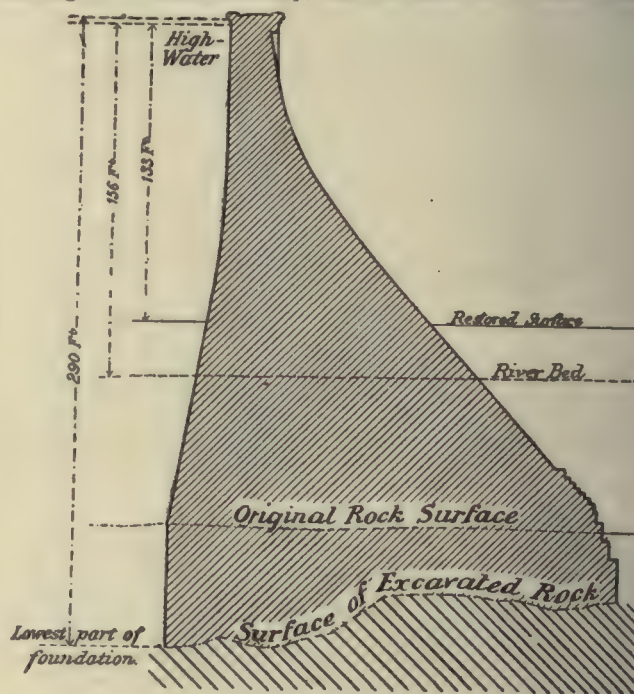 High-
Water
133 Ft.
156 Ft.
290 Ft.
Restored Surface
River Bed
Original Rock Surface
Surface of Excavated Rock
Lowest part of
foundation.